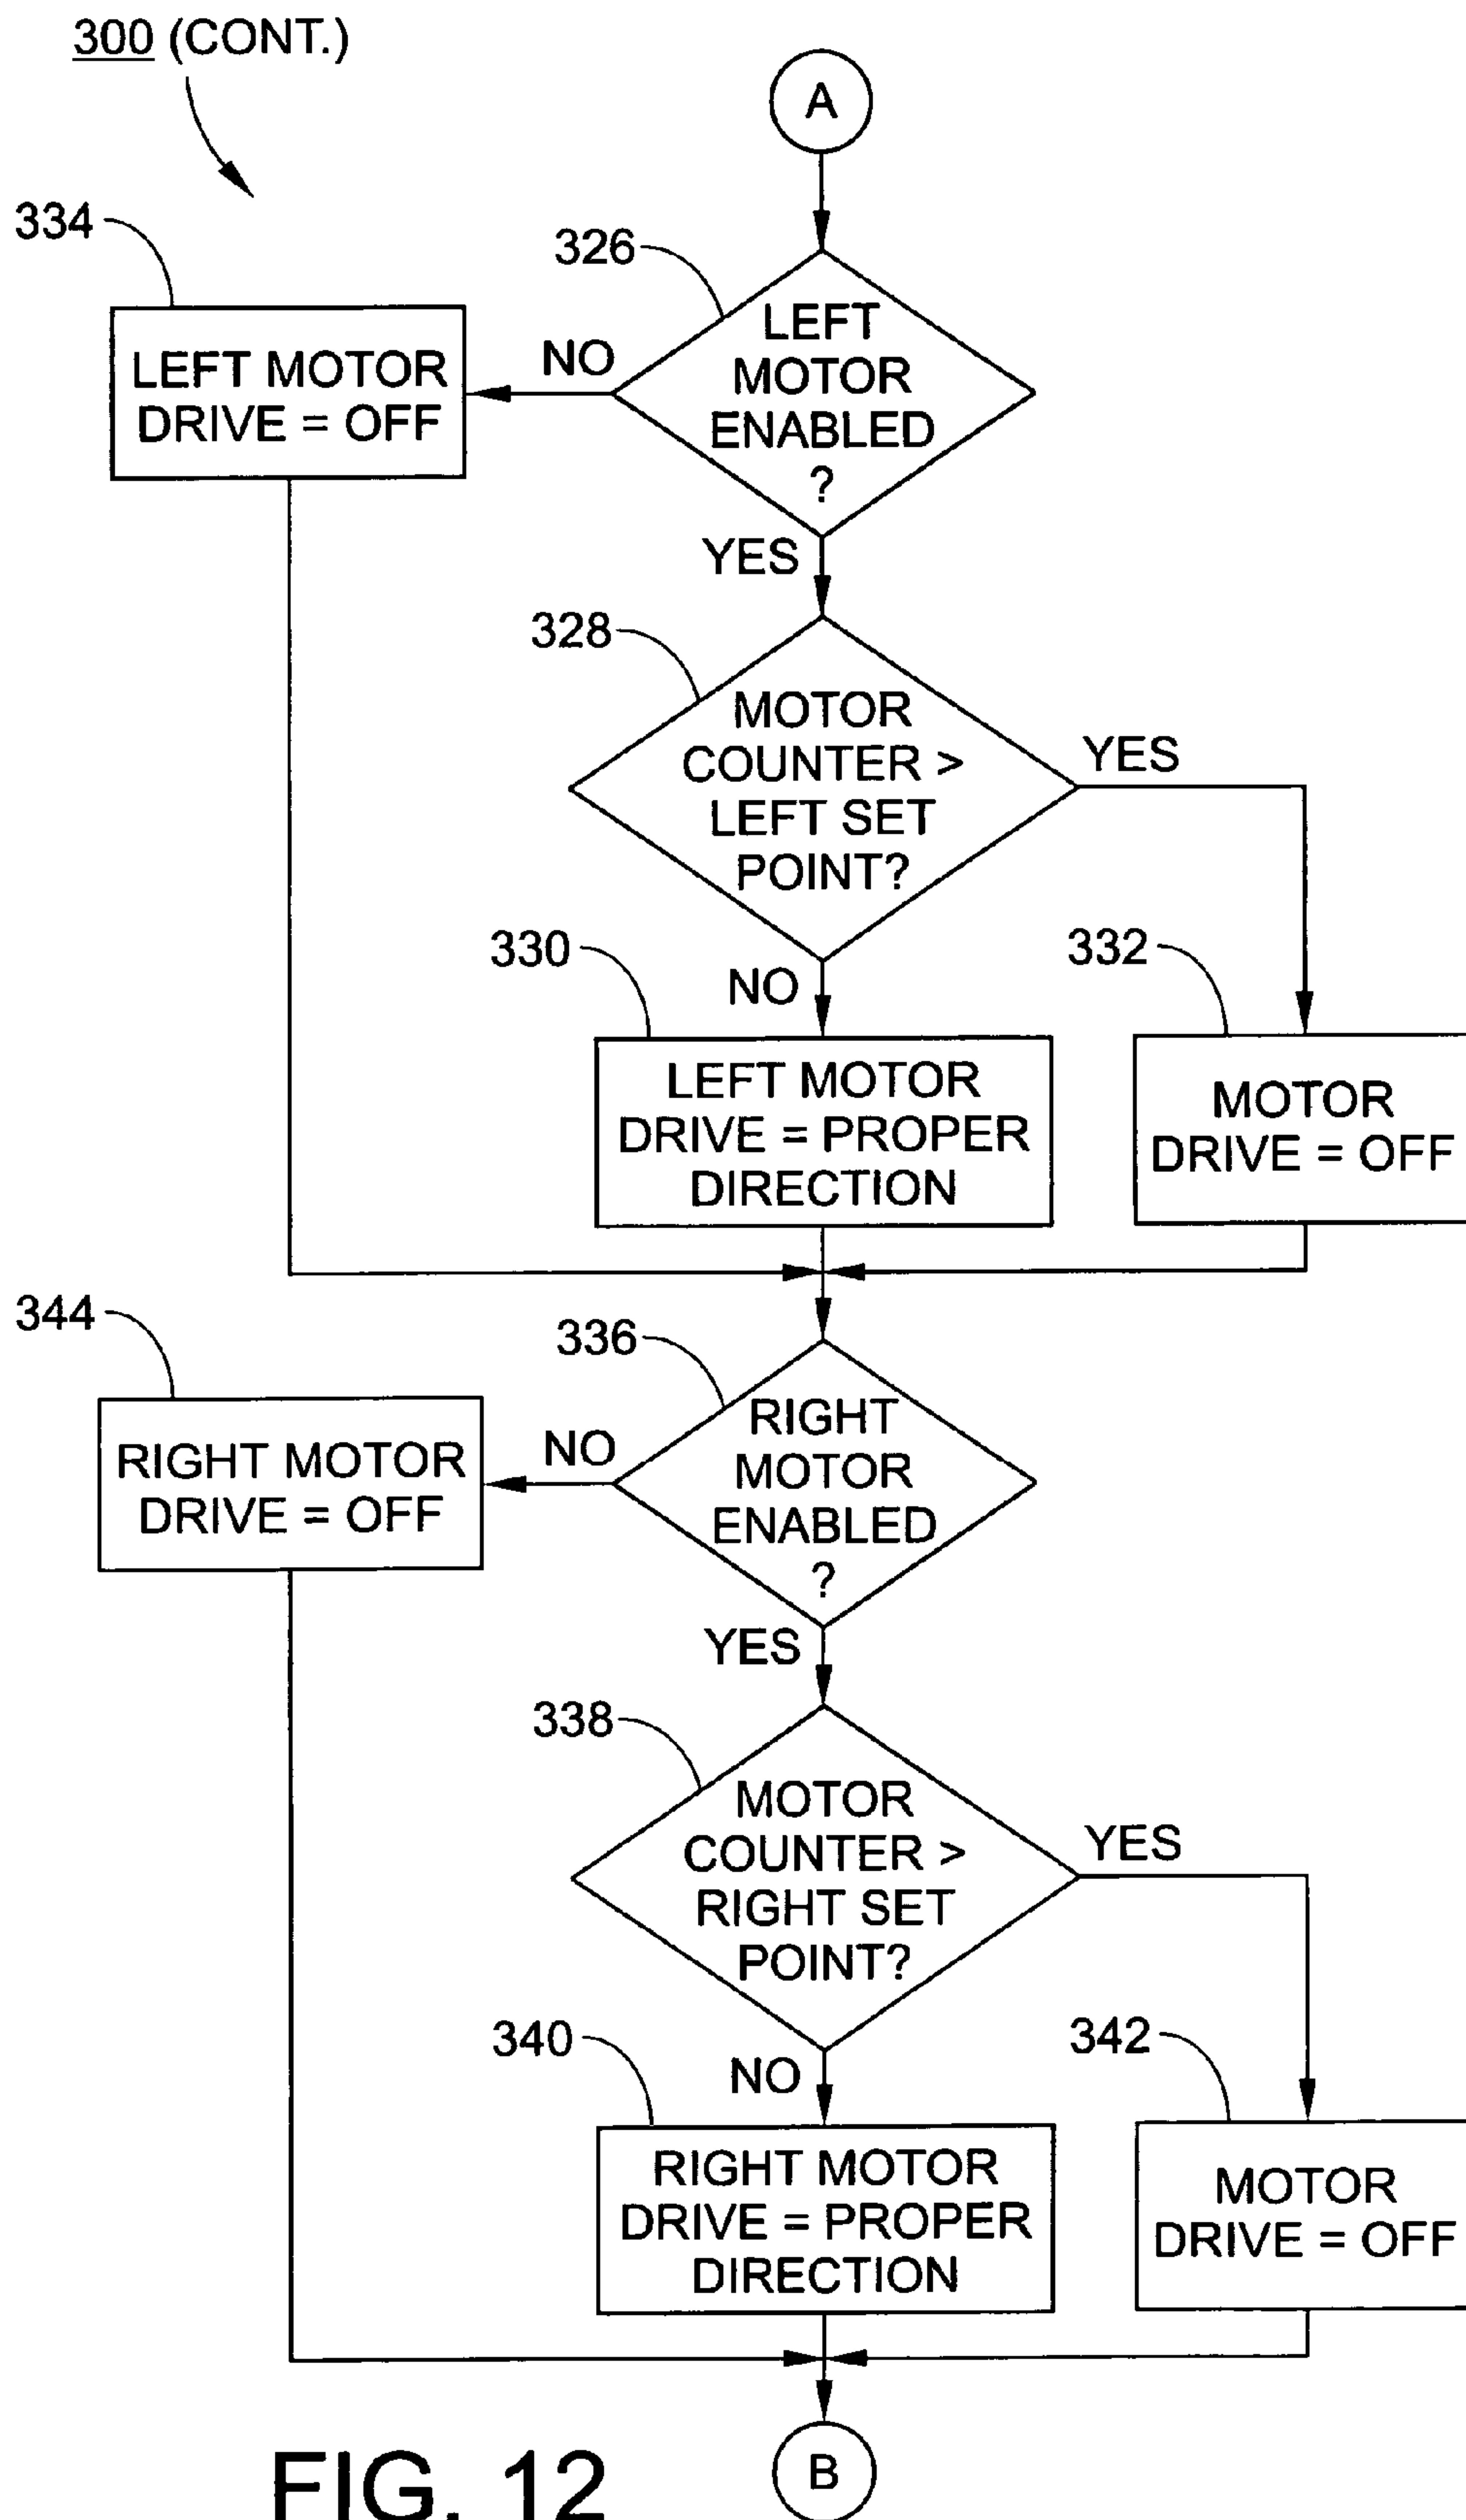 300 (CONT.)
A
334
326
LEFT
MOTOR
ENABLED
?
NO
LEFT MOTOR
DRIVE = OFF
YES
328
MOTOR
COUNTER >
LEFT SET
POINT?
YES
330
NO
332
LEFT MOTOR
DRIVE = PROPER
DIRECTION
MOTOR
DRIVE = OFF
344
336
RIGHT
MOTOR
ENABLED
?
NO
RIGHT MOTOR
DRIVE = OFF
YES
338
MOTOR
COUNTER >
RIGHT SET
POINT?
YES
340
NO
342
RIGHT MOTOR
DRIVE = PROPER
DIRECTION
MOTOR
DRIVE = OFF
B
FIG. 12